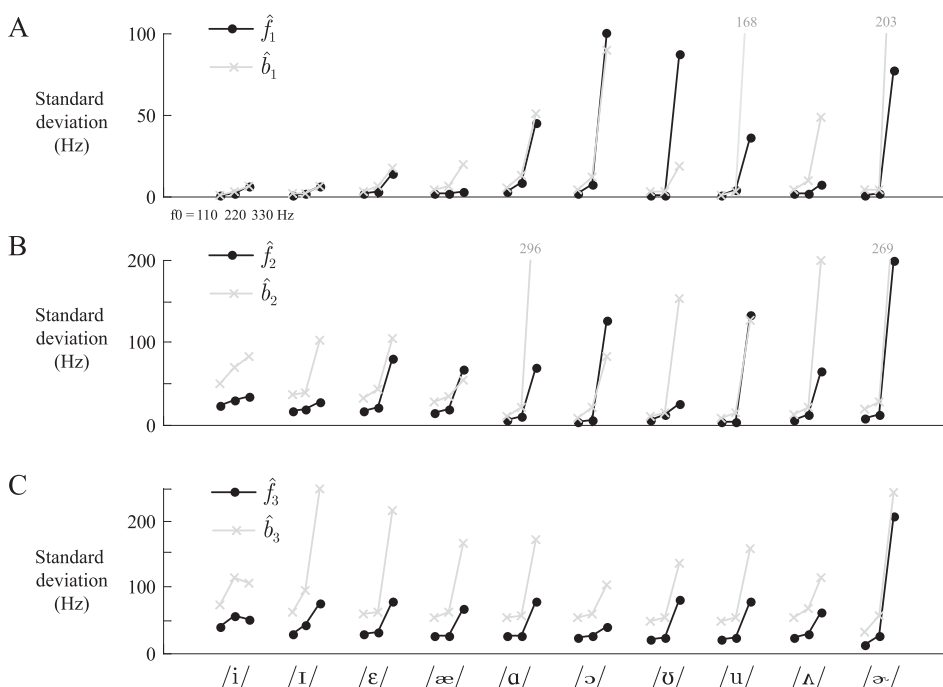 A
f̂1
b̂1
168
203
100
50
0
Standard
deviation
(Hz)
f0 = 110 220 330 Hz
B
f̂2
b̂2
296
269
200
100
0
Standard
deviation
(Hz)
C
f̂3
b̂3
200
100
0
Standard
deviation
(Hz)
/i/ /ɪ/ /ɛ/ /æ/ /ɑ/ /ɔ/ /ʊ/ /u/ /ʌ/ /ɚ/